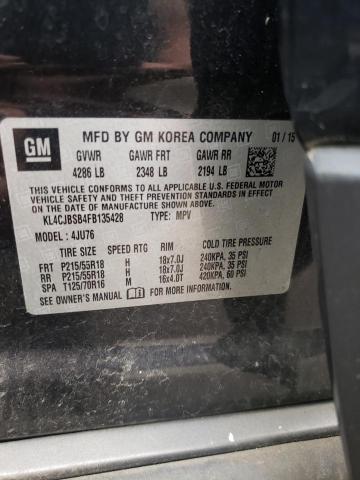 GM
MFD BY GM KOREA COMPANY 01 / 15
GVWR GAWR FRT GAWR RR
4286 LB 2348 LB 2194 LB
THIS VEHICLE CONFORMS TO ALL APPLICABLE U.S. FEDERAL MOTOR
VEHICLE SAFETY, BUMPER, AND THEFT PREVENTION STANDARDS
IN EFFECT ON THE DATE OF MANUFACTURE SHOWN ABOVE.
KL4CJBSB4FB135428 TYPE: MPV
MODEL : 4JU76
TIRE SIZE SPEED RTG RIM COLD TIRE PRESSURE
FRT P215/55R18 H 18x7.0J 240KPA, 35 PSI
RR P215/55R18 H 18x7.0J 240KPA, 35 PSI
SPA T125/70R16 M 16x4.0T 420KPA, 60 PSI
SEE OWNER'S MANUAL FOR MORE INFORMATION